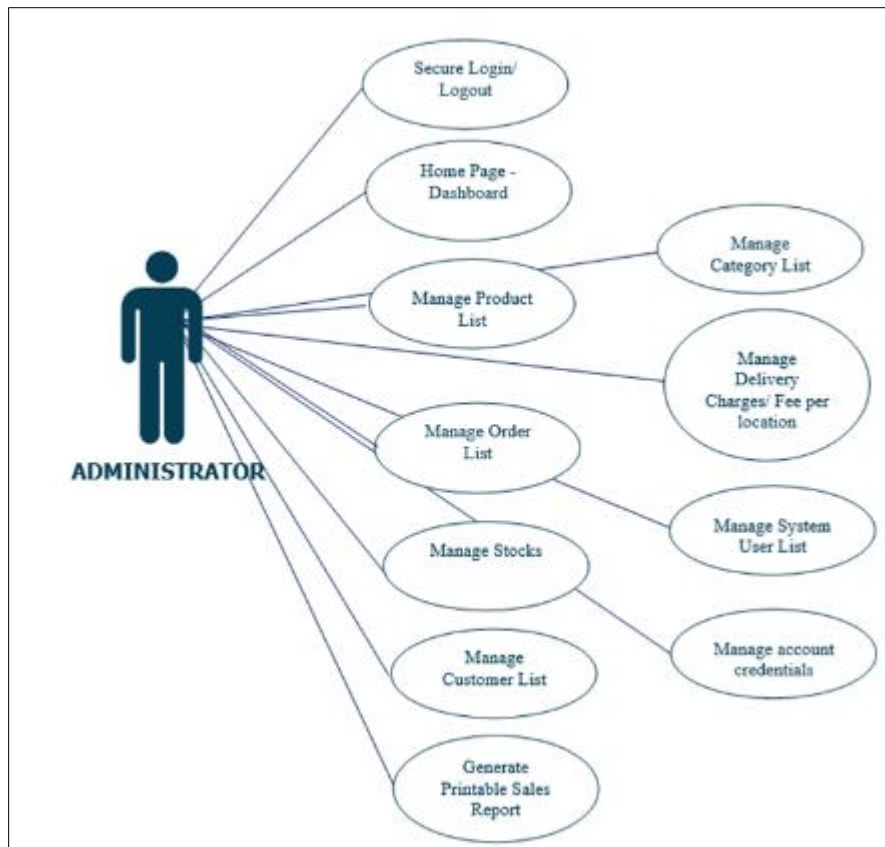 Secure Login/
Logout
Home Page -
Dashboard
Manage
Category List
Manage Product
List
Manage
Delivery
Charges/ Fee per
location
Manage Order
List
ADMINISTRATOR
Manage System
User List
Manage Stocks
Manage account
credentials
Manage
Customer List
Generate
Printable Sales
Report